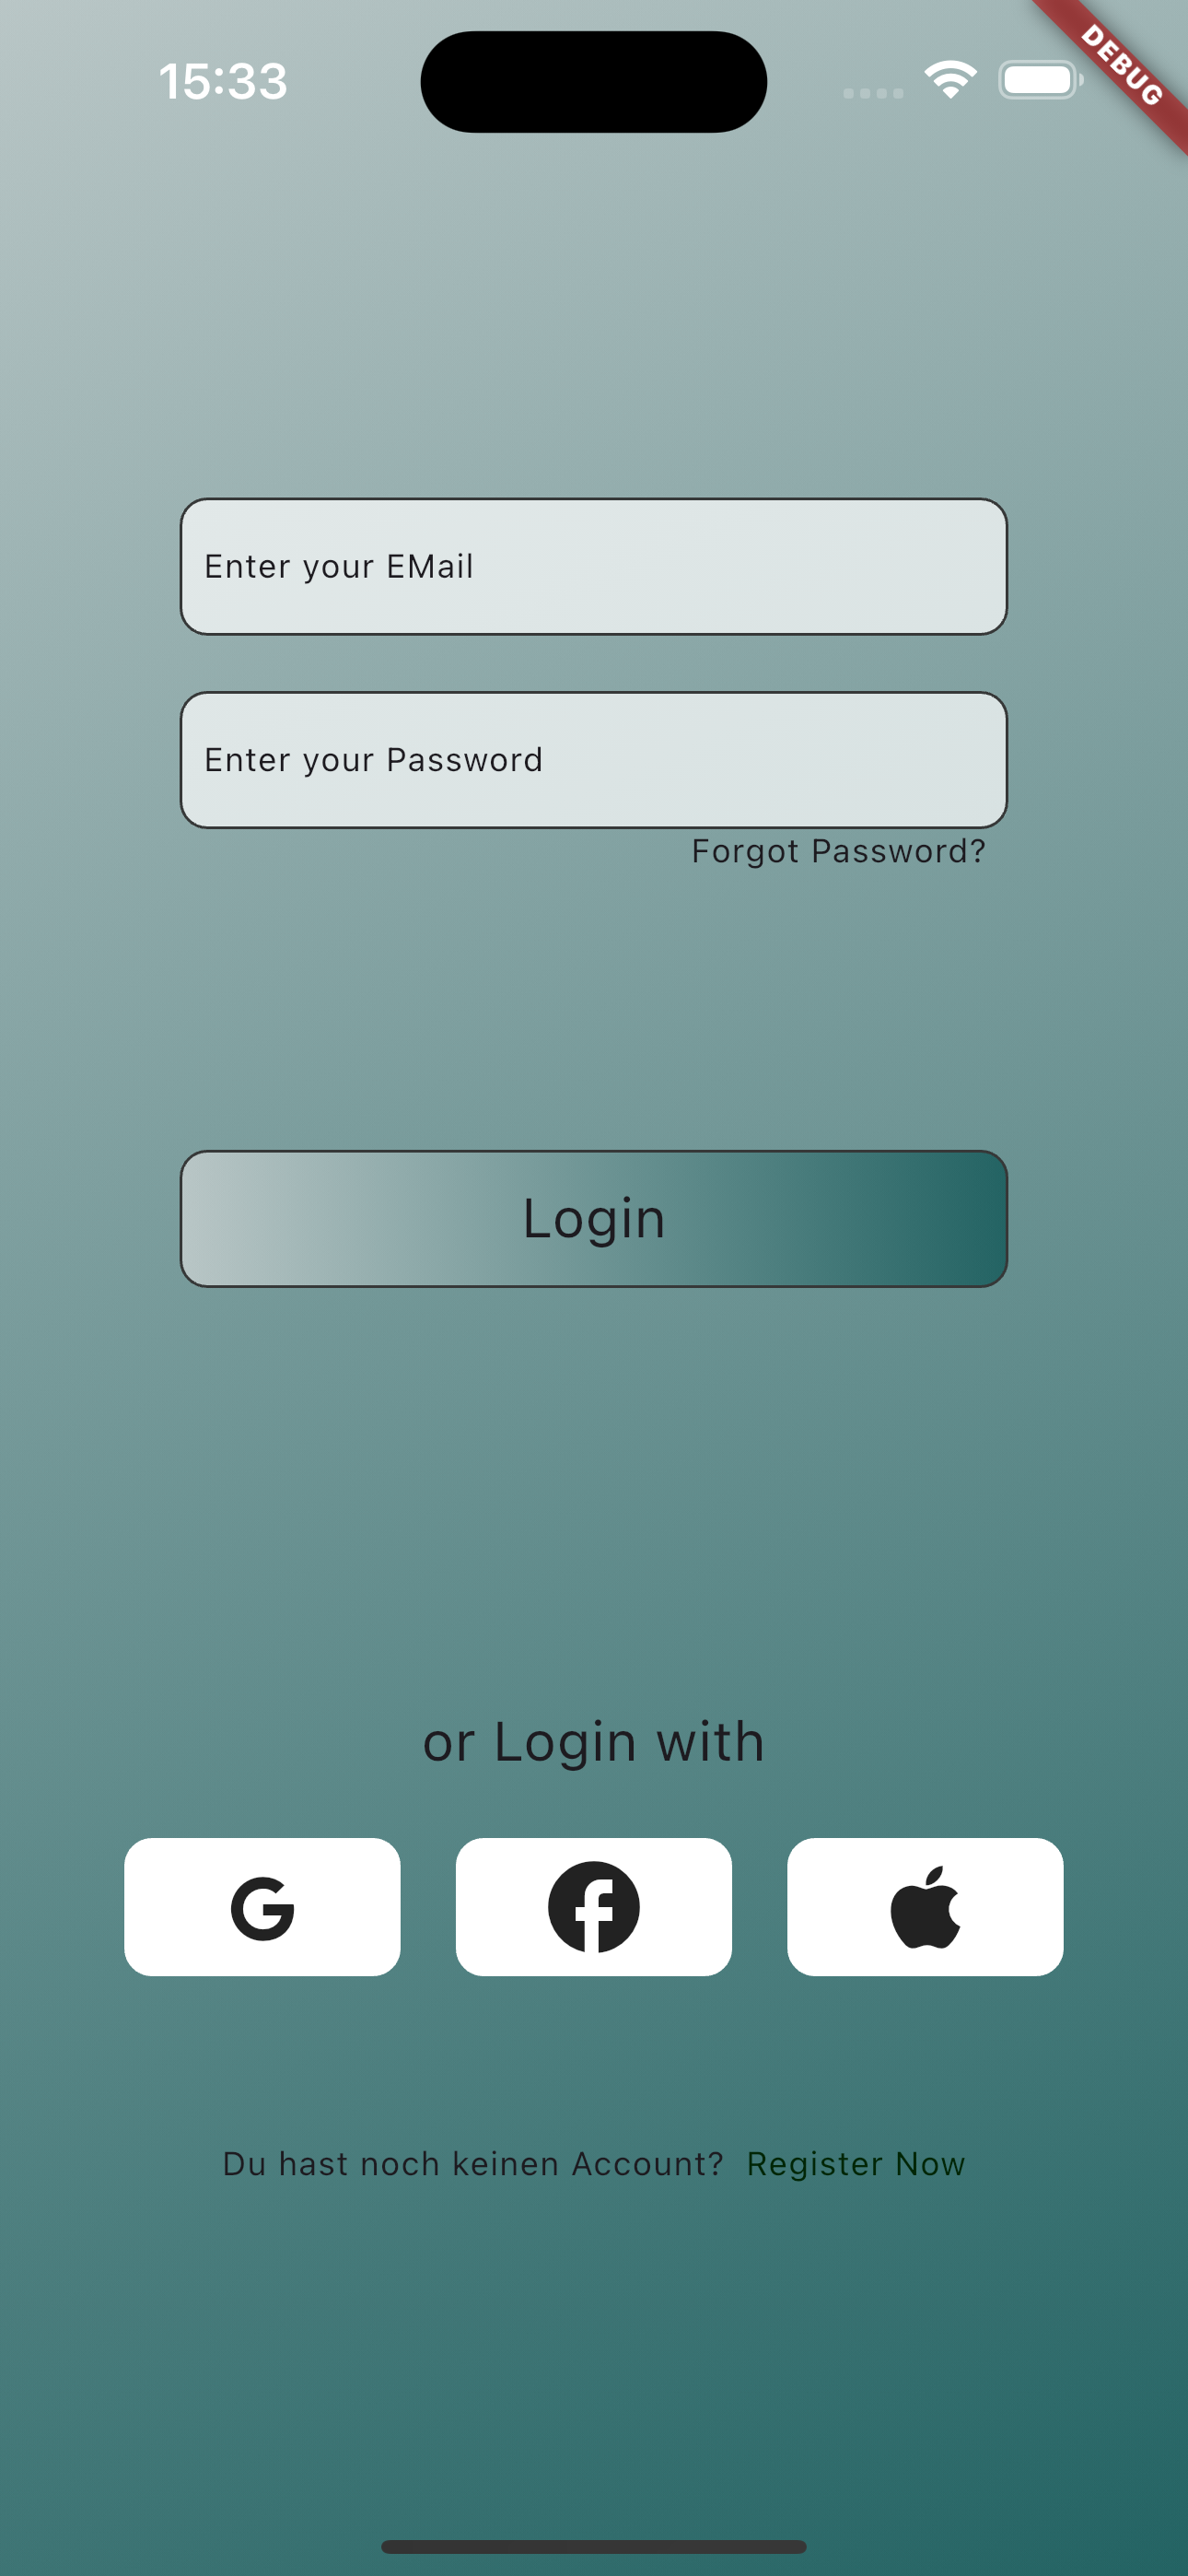 15:33
DEBUG
Enter your EMail
Enter your Password
Forgot Password?
Login
or Login with
Du hast noch keinen Account? Register Now